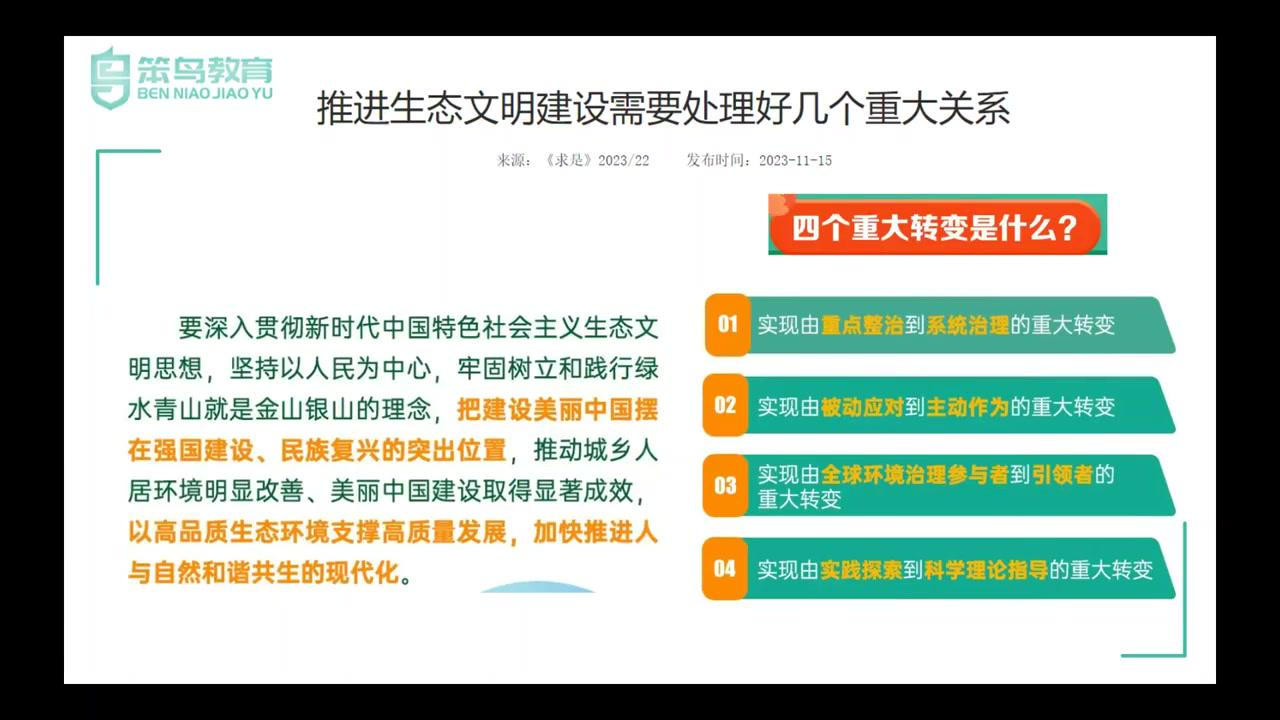 笨鸟教育
BEN NIAO JIAO YU
推进生态文明建设需要处理好几个重大关系
来源：《求是》2023/22 发布时间：2023-11-15
要深入贯彻新时代中国特色社会主义生态文
明思想，坚持以人民为中心，牢固树立和践行绿
水青山就是金山银山的理念，把建设美丽中国摆
在强国建设、民族复兴的突出位置，推动城乡人
居环境明显改善、美丽中国建设取得显著成效，
以高品质生态环境支撑高质量发展，加快推进人
与自然和谐共生的现代化。
四个重大转变是什么？
01 实现由重点整治到系统治理的重大转变
02 实现由被动应对到主动作为的重大转变
03 实现由全球环境治理参与者到引领者的
重大转变
04 实现由实践探索到科学理论指导的重大转变